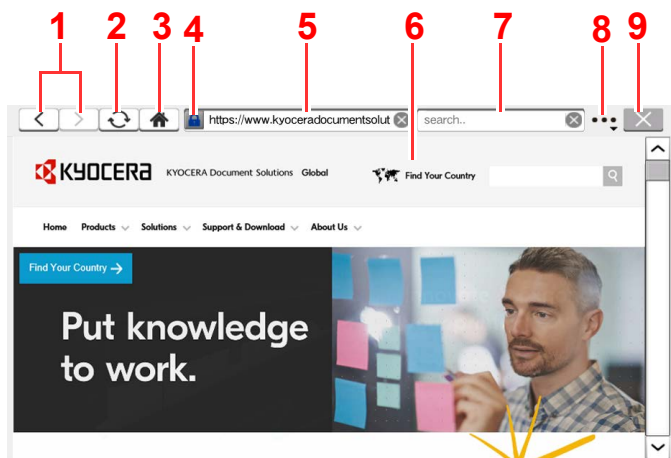 1 2 3 4 5 6 7 8 9
https://www.kyoceradocumentsolut search..
KYOCERA KYOCERA Document Solutions Global Find Your Country
Home Products Solutions Support & Download About Us
Find Your Country
Put knowledge
to work.